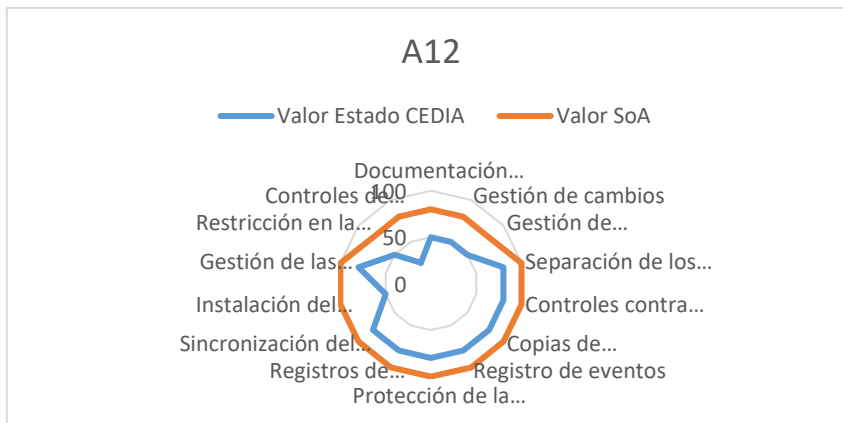 A12
Valor Estado CEDIA Valor SoA
Documentación...
100
Controles de...
Gestión de cambios
Restricción en la...
50
Gestión de...
Gestión de las...
0
Separación de los...
Instalación del...
Controles contra...
Sincronización del...
Copias de...
Registros de...
Registro de eventos
Protección de la...